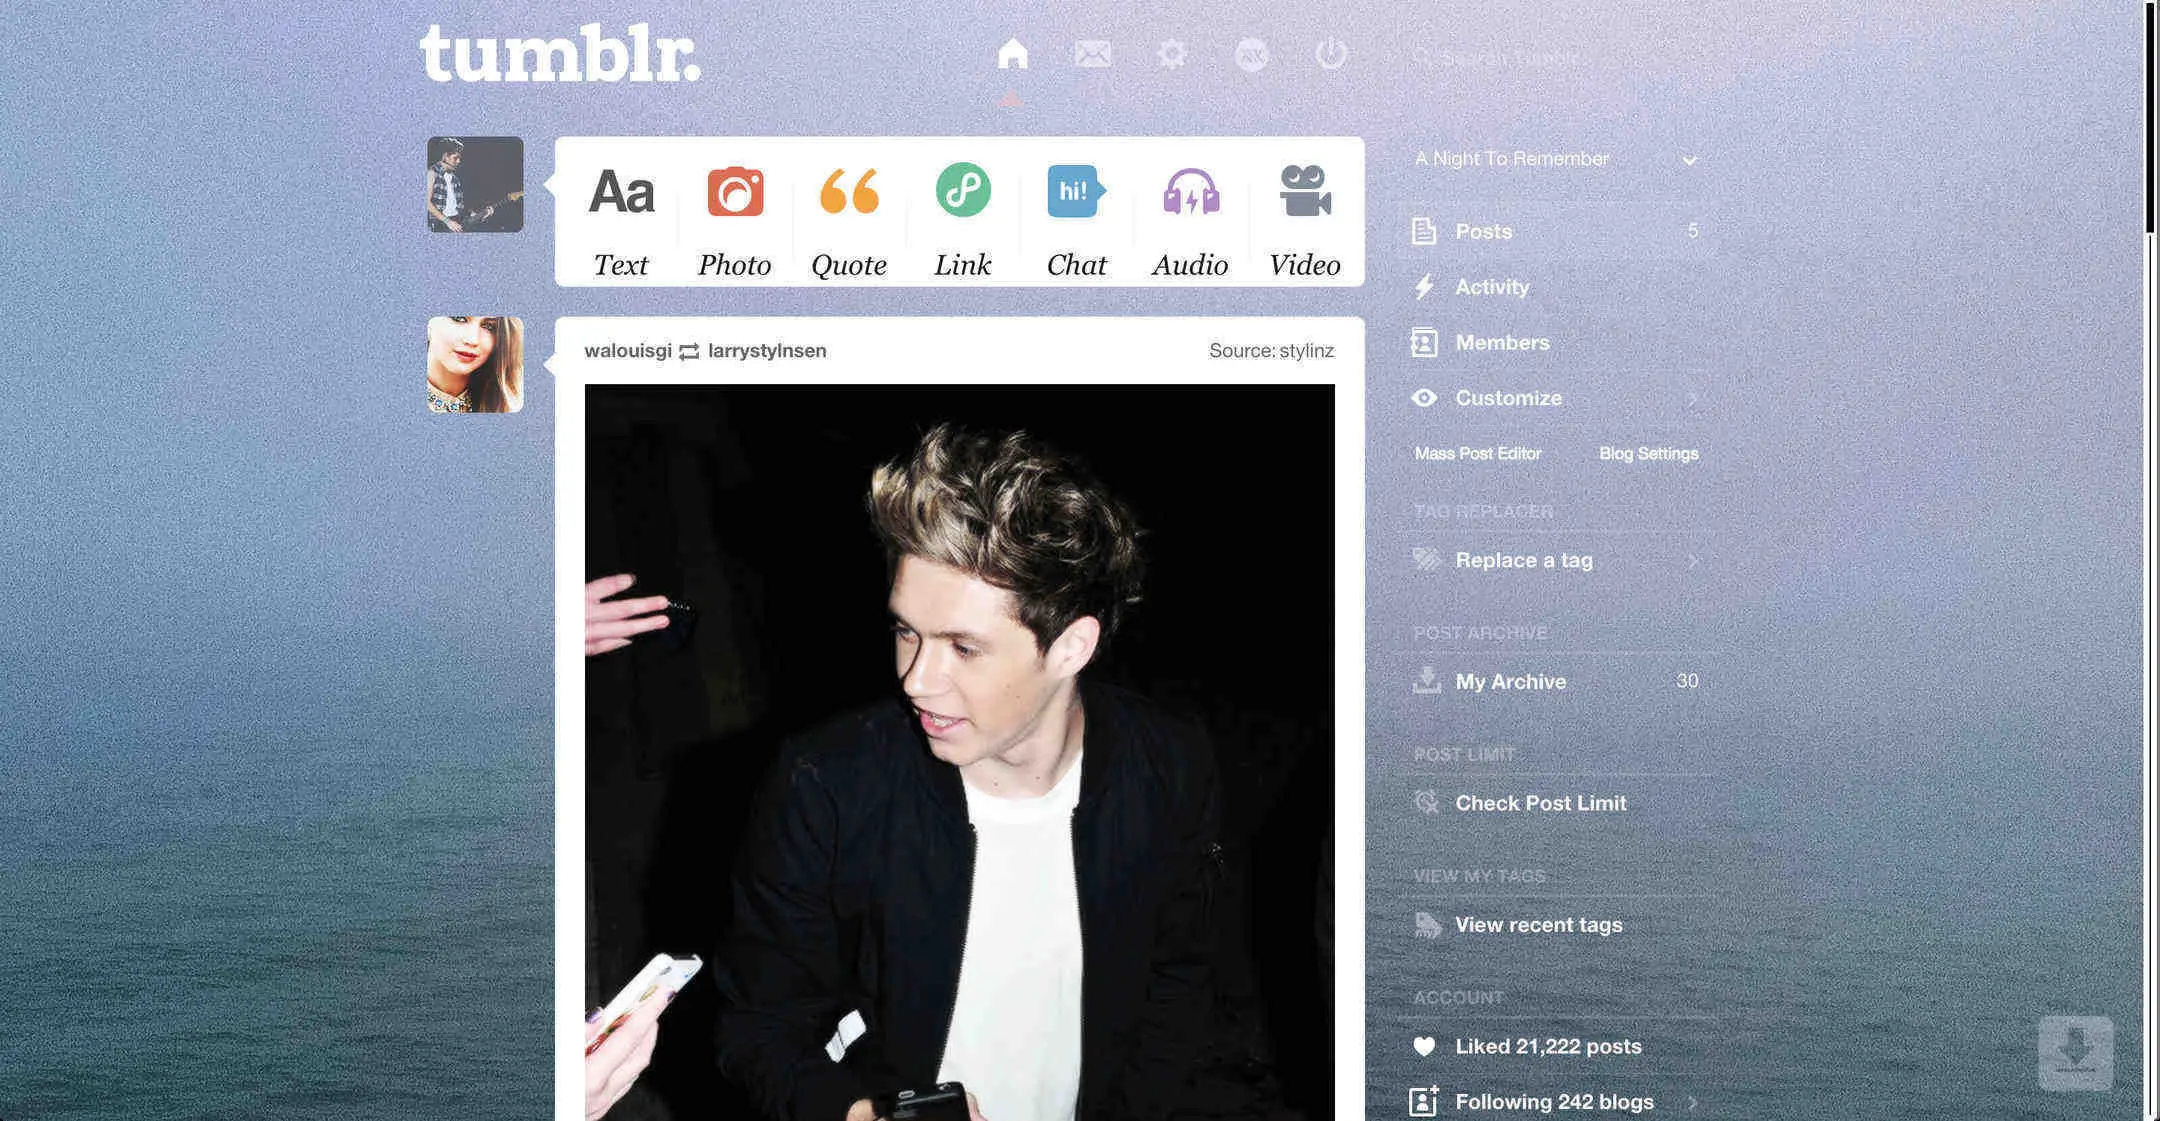 tumblr.
Search Tumblr
Aa
hi!
Text Photo Quote Link Chat Audio Video
walouisgi larrystylnsen
Source: stylinz
A Night To Remember
Posts 5
Activity
Members
Customize
Mass Post Editor Blog Settings
TAG REPLACER
Replace a tag
POST ARCHIVE
My Archive 30
POST LIMIT
Check Post Limit
VIEW MY TAGS
View recent tags
ACCOUNT
Liked 21,222 posts
Following 242 blogs